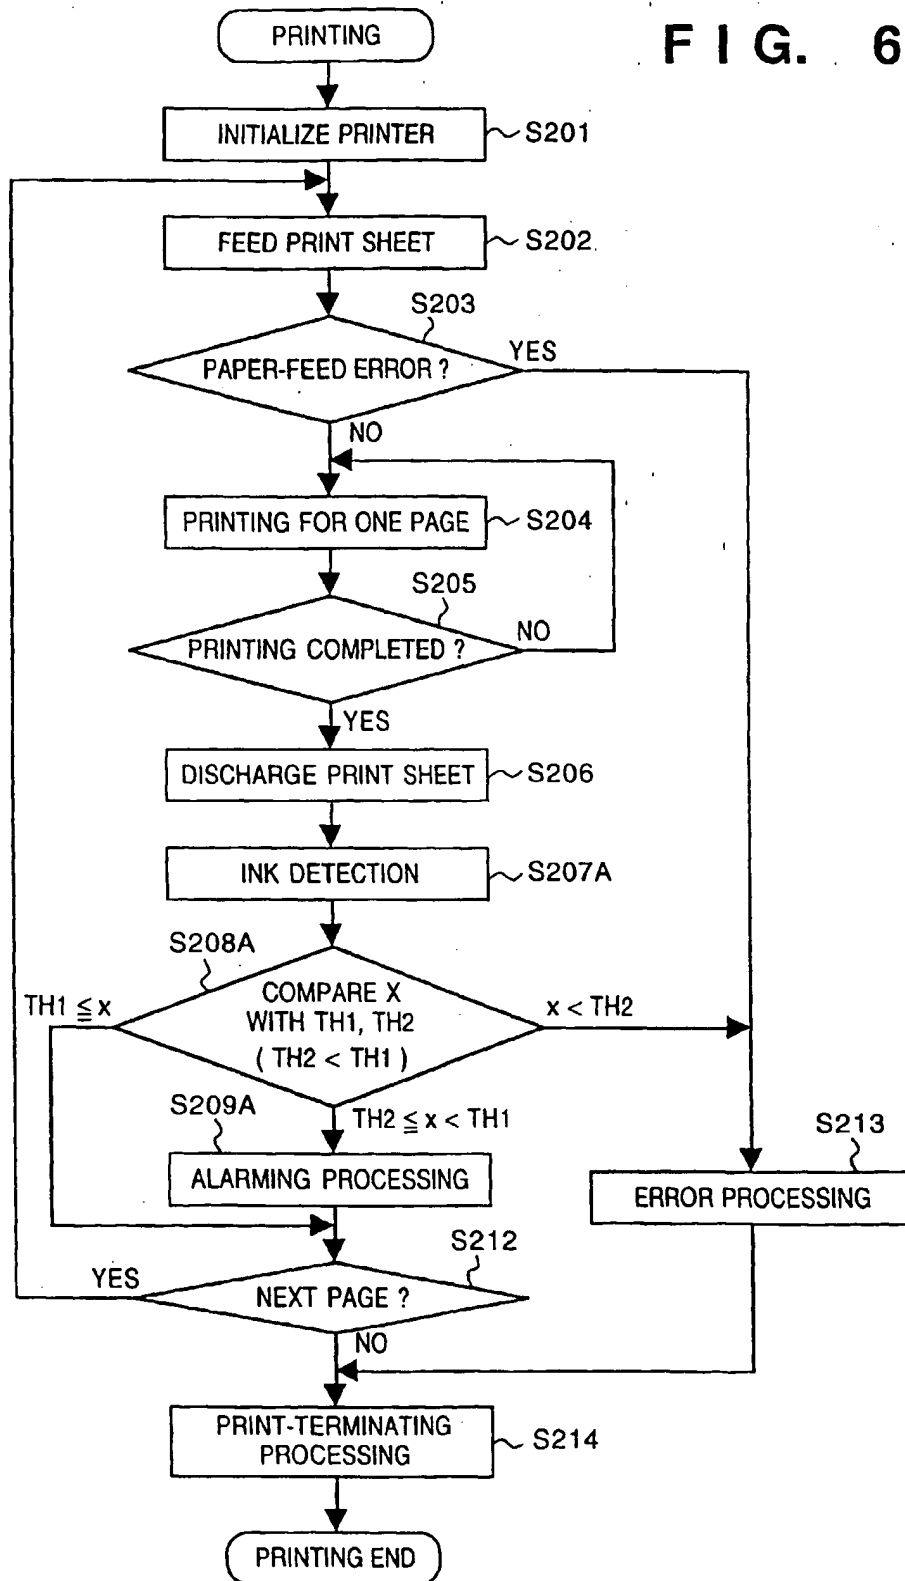 PRINTING
FIG. 6
INITIALIZE PRINTER
S201
FEED PRINT SHEET
S202
S203
PAPER-FEED ERROR ?
YES
NO
PRINTING FOR ONE PAGE
S204
S205
PRINTING COMPLETED ?
NO
YES
DISCHARGE PRINT SHEET
S206
INK DETECTION
S207A
S208A
TH1 ≦ x
COMPARE X
WITH TH1, TH2
( TH2 < TH1 )
x < TH2
TH2 ≦ x < TH1
S209A
ALARMING PROCESSING
S213
ERROR PROCESSING
S212
YES
NEXT PAGE ?
NO
PRINT-TERMINATING
PROCESSING
S214
PRINTING END